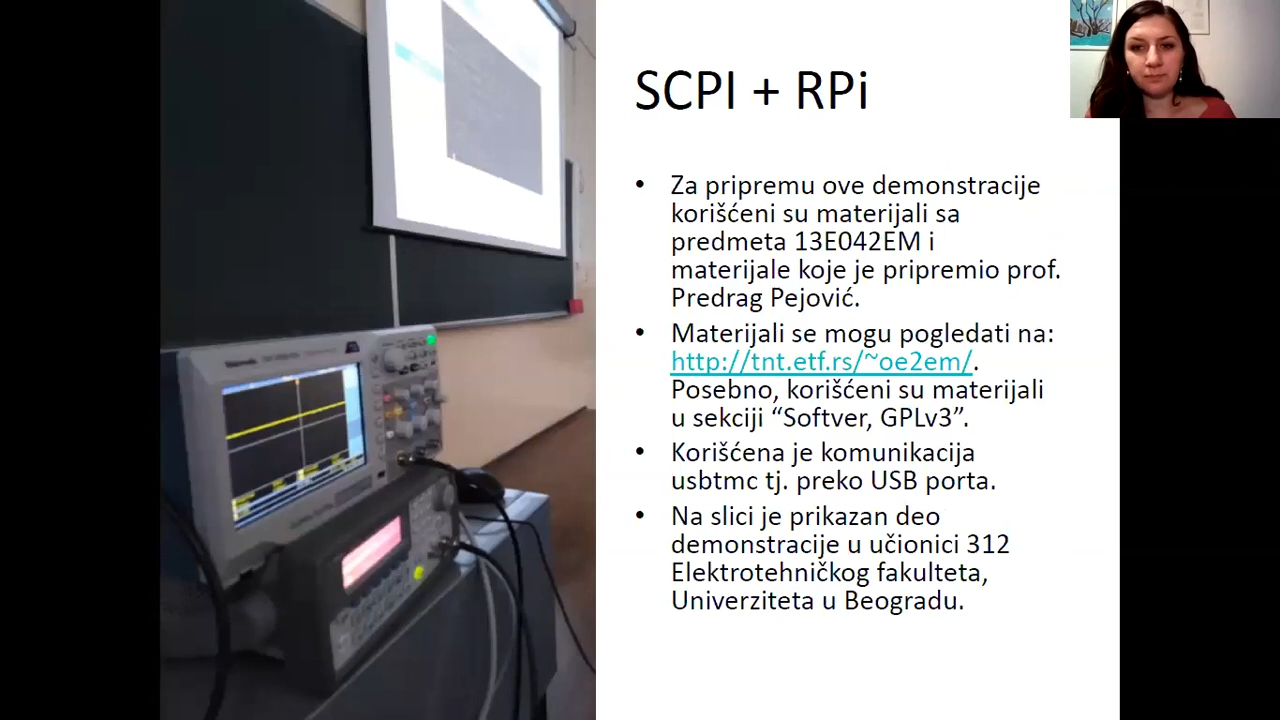 SCPI + RPi
• Za pripremu ove demonstracije
korišćeni su materijali sa
predmeta 13E042EM i
materijale koje je pripremio prof.
Predrag Pejović.
• Materijali se mogu pogledati na:
http://tnt.etf.rs/~oe2em/.
Posebno, korišćeni su materijali
u sekciji “Softver, GPLv3”.
• Korišćena je komunikacija
usbtmc tj. preko USB porta.
• Na slici je prikazan deo
demonstracije u učionici 312
Elektrotehničkog fakulteta,
Univerziteta u Beogradu.
Tektronix